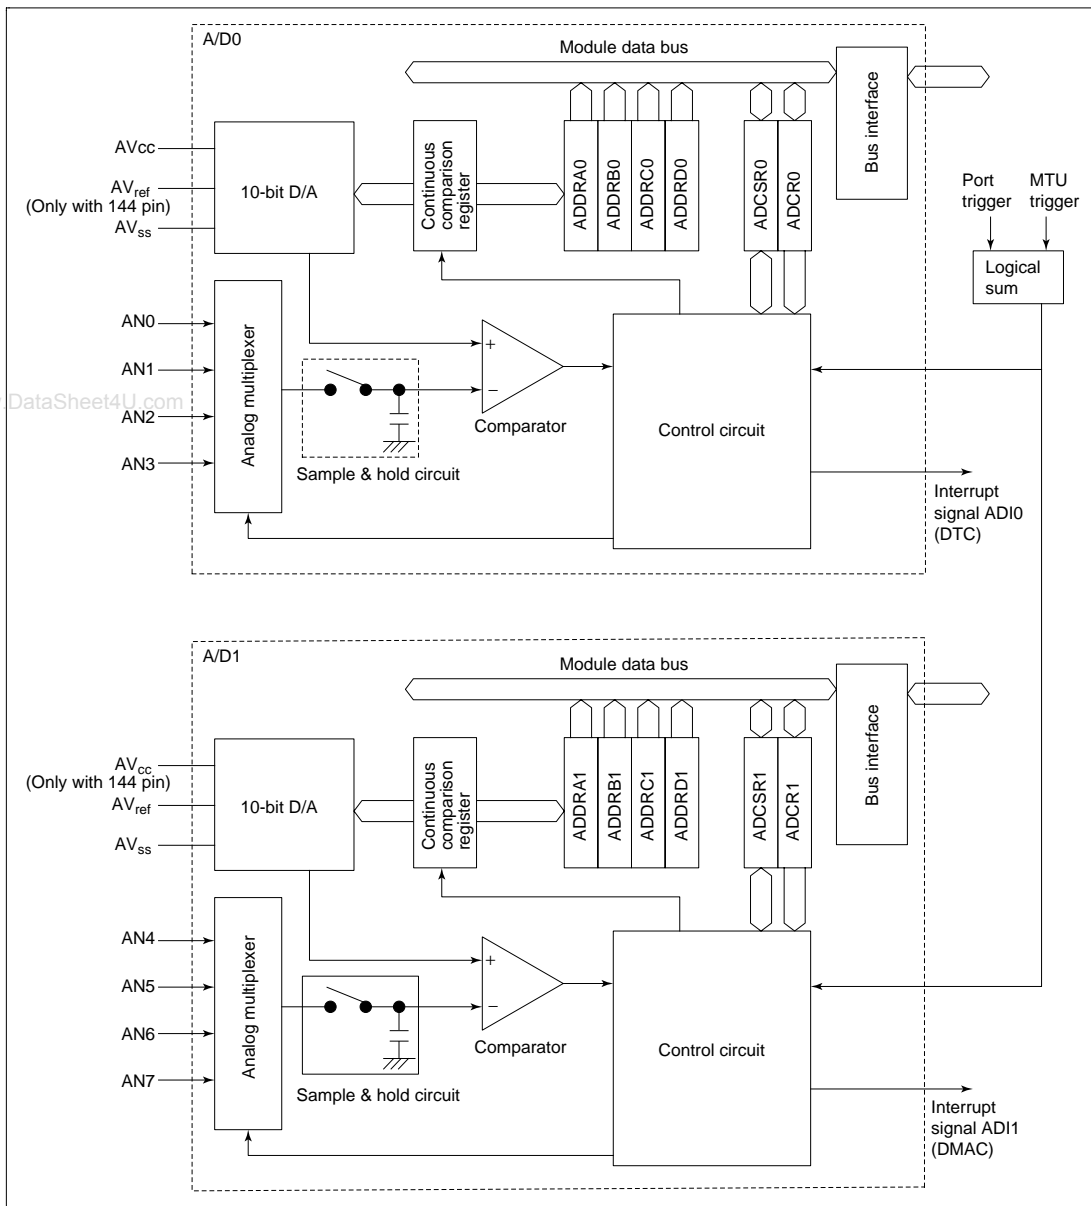 A/D0
Module data bus
Bus interface
AVcc
AVref
(Only with 144 pin)
AVss
10-bit D/A
Continuous
comparison
register
ADDRA0
ADDRB0
ADDRC0
ADDRD0
ADCSR0
ADCR0
Port
trigger
MTU
trigger
Logical
sum
AN0
AN1
AN2
AN3
Analog multiplexer
+
−
Comparator
Sample & hold circuit
Control circuit
Interrupt
signal ADI0
(DTC)
.DataSheet4U.com
A/D1
Module data bus
Bus interface
AVcc
(Only with 144 pin)
AVref
AVss
10-bit D/A
Continuous
comparison
register
ADDRA1
ADDRB1
ADDRC1
ADDRD1
ADCSR1
ADCR1
AN4
AN5
AN6
AN7
Analog multiplexer
+
−
Comparator
Sample & hold circuit
Control circuit
Interrupt
signal ADI1
(DMAC)